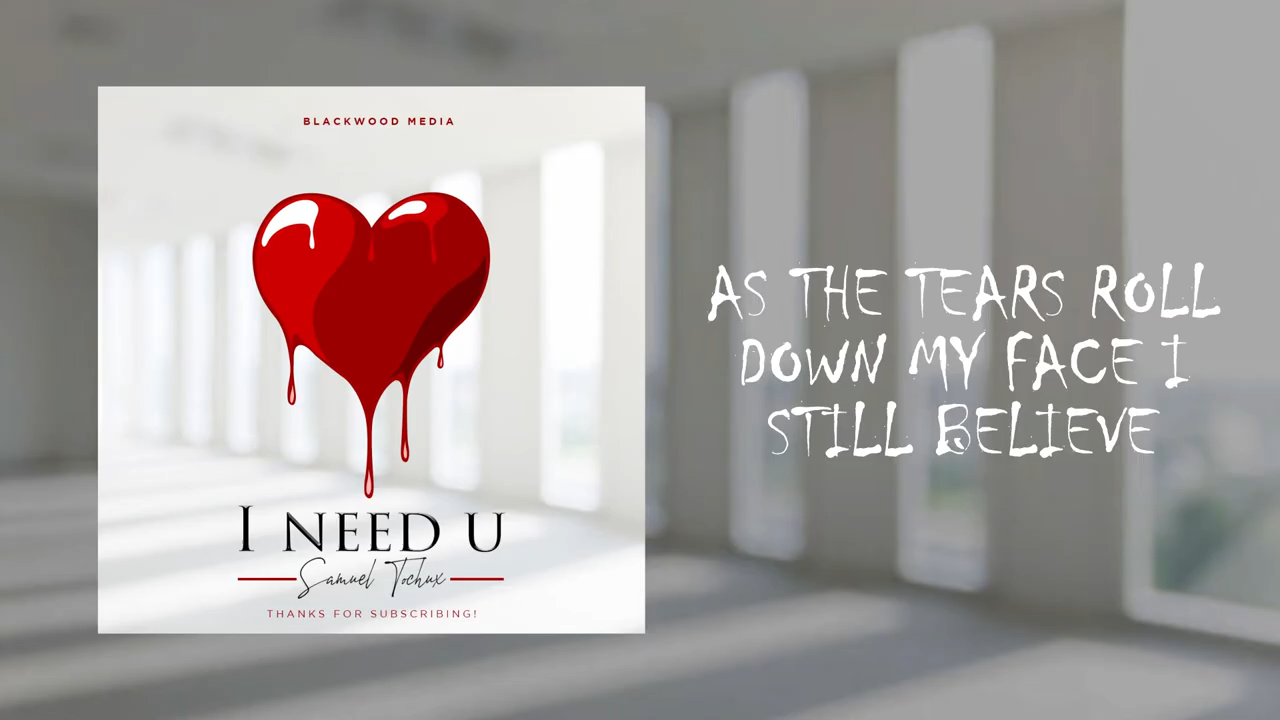 BLACKWOOD MEDIA
I NEED U
Samuel Tochux
THANKS FOR SUBSCRIBING!
AS THE TEARS ROLL
DOWN MY FACE I
STILL BELIEVE